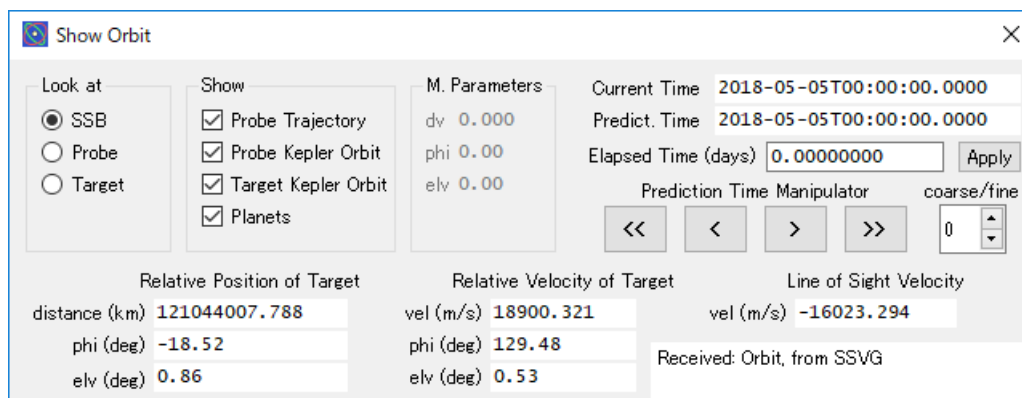 Show Orbit
Look at
SSB
Probe
Target
Show
Probe Trajectory
Probe Kepler Orbit
Target Kepler Orbit
Planets
M. Parameters
dv 0.000
phi 0.00
elv 0.00
Current Time 2018-05-05T00:00:00.0000
Predict. Time 2018-05-05T00:00:00.0000
Elapsed Time (days) 0.00000000 Apply
Prediction Time Manipulator coarse/fine
<< < > >> 0
Relative Position of Target
distance (km) 121044007.788
phi (deg) -18.52
elv (deg) 0.86
Relative Velocity of Target
vel (m/s) 18900.321
phi (deg) 129.48
elv (deg) 0.53
Line of Sight Velocity
vel (m/s) -16023.294
Received: Orbit, from SSVG